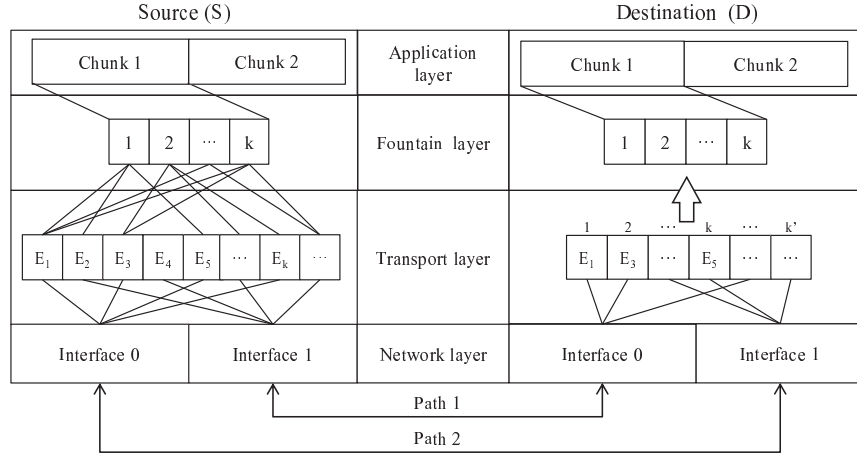 Source (S) Destination (D)
Chunk 1 Chunk 2 Application layer Chunk 1 Chunk 2
1 2 ··· k Fountain layer 1 2 ··· k
1 2 ··· k ··· k'
E₁ E₂ E₃ E₄ E₅ ··· Eₖ ··· Transport layer E₁ E₃ ··· E₅ ··· ···
Interface 0 Interface 1 Network layer Interface 0 Interface 1
Path 1
Path 2